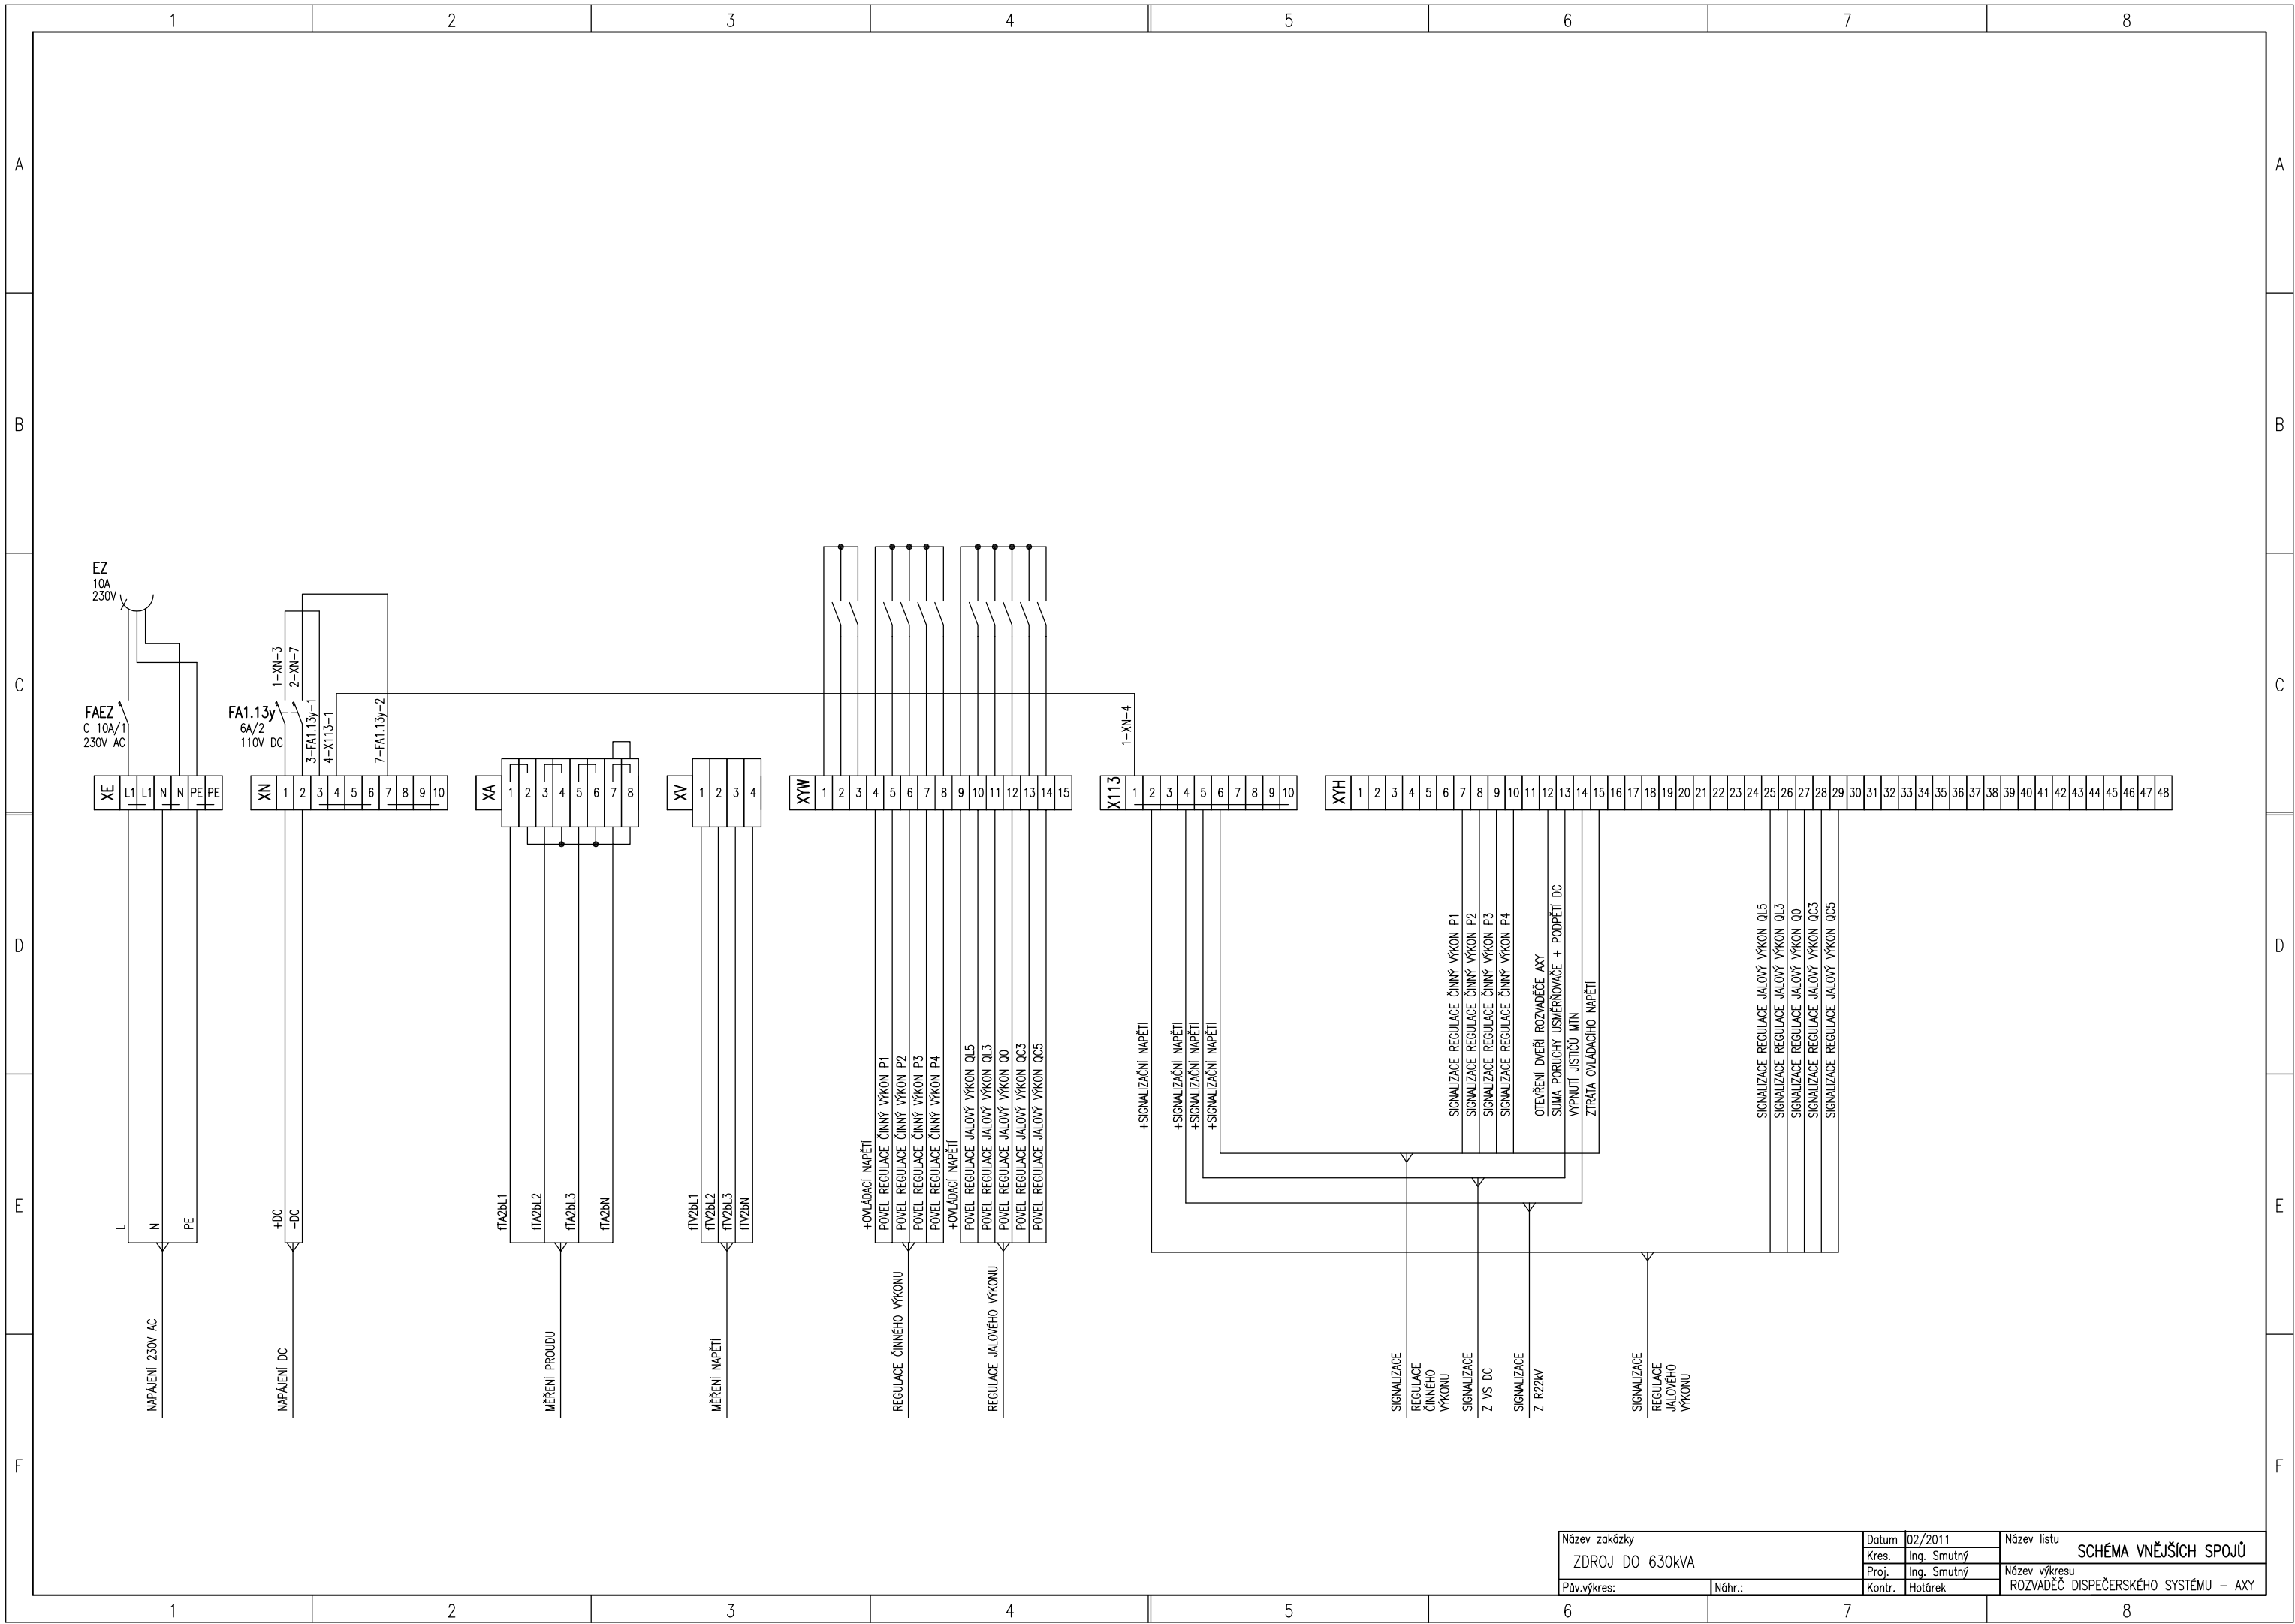 1 2 3 4 5 6 7 8
A A
B B
C C
D D
E E
F F
EZ
10A
230V
FAEZ
C 10A/1
230V AC
FA1.13y
6A/2
110V DC
1-XN-3
2-XN-7
3-FA1.13y-1
4-X113-1
7-FA1.13y-2
1-XN-4
XE L1 L1 N N PE PE
XN 1 2 3 4 5 6 7 8 9 10
XA 1 2 3 4 5 6 7 8
XV 1 2 3 4
XYW 1 2 3 4 5 6 7 8 9 10 11 12 13 14 15
X113 1 2 3 4 5 6 7 8 9 10
XYH 1 2 3 4 5 6 7 8 9 10 11 12 13 14 15 16 17 18 19 20 21 22 23 24 25 26 27 28 29 30 31 32 33 34 35 36 37 38 39 40 41 42 43 44 45 46 47 48
L
N
PE
NAPÁJENÍ 230V AC
+DC
-DC
NAPÁJENÍ DC
fTA2bL1
fTA2bL2
fTA2bL3
fTA2bN
MĚŘENÍ PROUDU
fTV2bL1
fTV2bL2
fTV2bL3
fTV2bN
MĚŘENÍ NAPĚTÍ
+OVLÁDACÍ NAPĚTÍ
POVEL REGULACE ČINNÝ VÝKON P1
POVEL REGULACE ČINNÝ VÝKON P2
POVEL REGULACE ČINNÝ VÝKON P3
POVEL REGULACE ČINNÝ VÝKON P4
REGULACE ČINNÉHO VÝKONU
+OVLÁDACÍ NAPĚTÍ
POVEL REGULACE JALOVÝ VÝKON QL5
POVEL REGULACE JALOVÝ VÝKON QL3
POVEL REGULACE JALOVÝ VÝKON Q0
POVEL REGULACE JALOVÝ VÝKON QC3
POVEL REGULACE JALOVÝ VÝKON QC5
REGULACE JALOVÉHO VÝKONU
+SIGNALIZAČNÍ NAPĚTÍ
+SIGNALIZAČNÍ NAPĚTÍ
+SIGNALIZAČNÍ NAPĚTÍ
+SIGNALIZAČNÍ NAPĚTÍ
SIGNALIZACE REGULACE ČINNÝ VÝKON P1
SIGNALIZACE REGULACE ČINNÝ VÝKON P2
SIGNALIZACE REGULACE ČINNÝ VÝKON P3
SIGNALIZACE REGULACE ČINNÝ VÝKON P4
OTEVŘENÍ DVEŘÍ ROZVADĚČE AXY
SUMA PORUCHY USMĚRŇOVAČE + PODPĚTÍ DC
VYPNUTÍ JISTIČŮ MTN
ZTRÁTA OVLÁDACÍHO NAPĚTÍ
SIGNALIZACE REGULACE JALOVÝ VÝKON QL5
SIGNALIZACE REGULACE JALOVÝ VÝKON QL3
SIGNALIZACE REGULACE JALOVÝ VÝKON Q0
SIGNALIZACE REGULACE JALOVÝ VÝKON QC3
SIGNALIZACE REGULACE JALOVÝ VÝKON QC5
SIGNALIZACE
REGULACE
ČINNÉHO
VÝKONU
SIGNALIZACE
Z VS DC
SIGNALIZACE
Z R22kV
SIGNALIZACE
REGULACE
JALOVÉHO
VÝKONU
Název zakázky
ZDROJ DO 630kVA
Pův.výkres:
Náhr.:
Datum 02/2011
Kres. Ing. Smutný
Proj. Ing. Smutný
Kontr. Hotárek
Název listu
SCHÉMA VNĚJŠÍCH SPOJŮ
Název výkresu
ROZVADĚČ DISPEČERSKÉHO SYSTÉMU - AXY
1 2 3 4 5 6 7 8